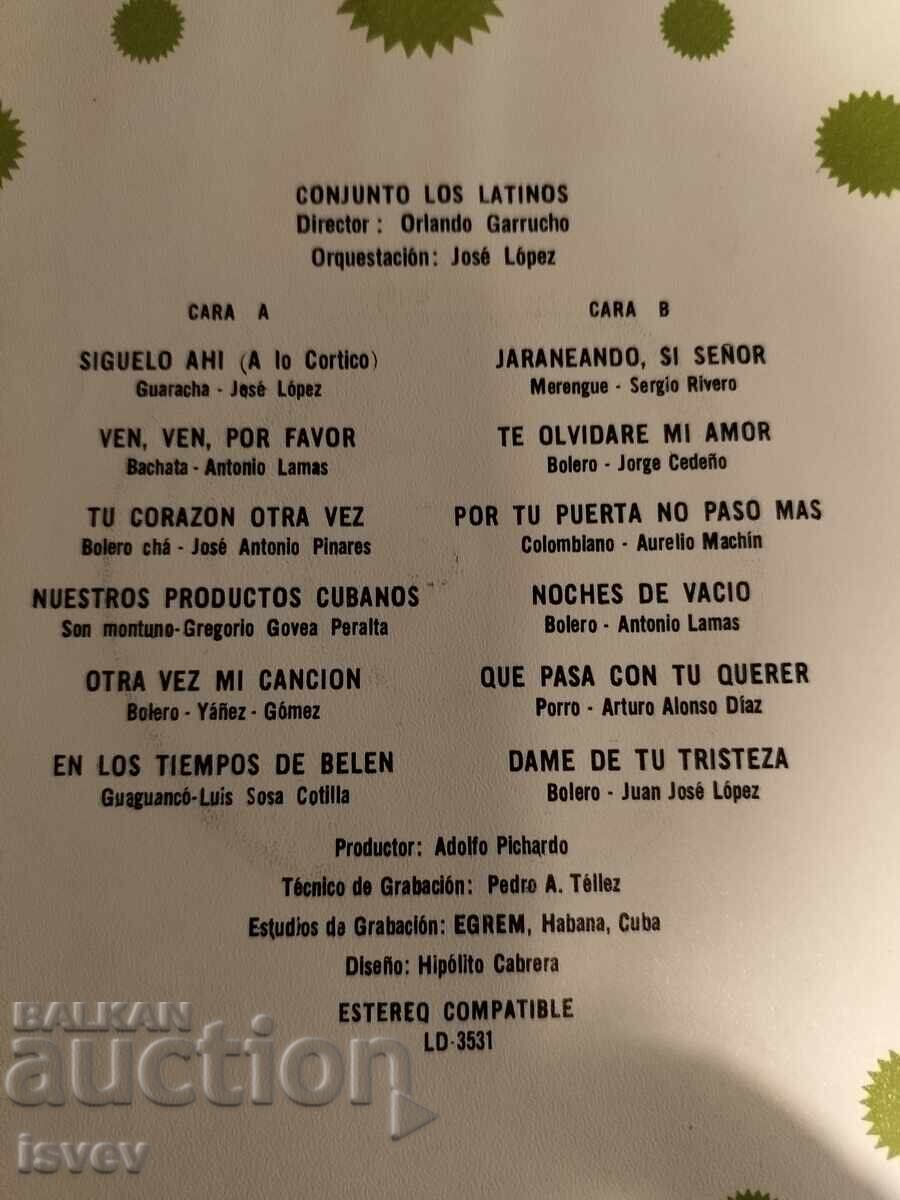 CONJUNTO LOS LATINOS
Director: Orlando Garrucho
Orquestación: José López
CARA A
SIGUELO AHI (A lo Cortico)
Guaracha - José López
VEN, VEN, POR FAVOR
Bachata - Antonio Lamas
TU CORAZON OTRA VEZ
Bolero chá - José Antonio Pinares
NUESTROS PRODUCTOS CUBANOS
Son montuno-Gregorio Govea Peralta
OTRA VEZ MI CANCION
Bolero - Yáñez - Gómez
EN LOS TIEMPOS DE BELEN
Guaguancó-Luis Sosa Cotilla
CARA B
JARANEANDO, SI SEÑOR
Merengue - Sergio Rivero
TE OLVIDARE MI AMOR
Bolero - Jorge Cedeño
POR TU PUERTA NO PASO MAS
Colombiano - Aurelio Machín
NOCHES DE VACIO
Bolero - Antonio Lamas
QUE PASA CON TU QUERER
Porro - Arturo Alonso Díaz
DAME DE TU TRISTEZA
Bolero - Juan José López
Productor: Adolfo Pichardo
Técnico de Grabación: Pedro A. Téllez
Estudios de Grabación: EGREM, Habana, Cuba
Diseño: Hipólito Cabrera
ESTEREO COMPATIBLE
LD-3531
BALKAN
auction
isvev